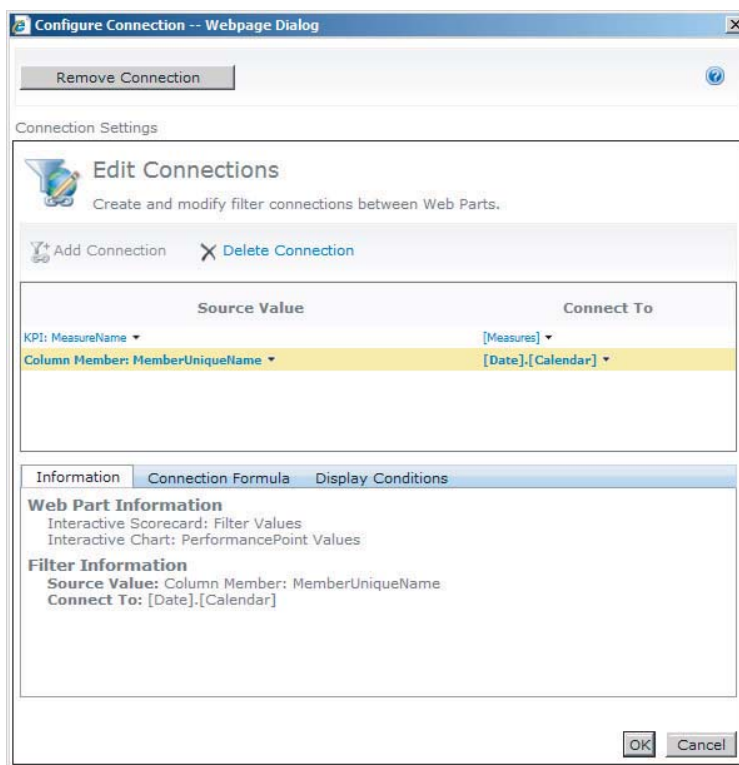 Configure Connection -- Webpage Dialog
Remove Connection
Connection Settings
Edit Connections
Create and modify filter connections between Web Parts.
Add Connection Delete Connection
Source Value Connect To
KPI: MeasureName [Measures]
Column Member: MemberUniqueName [Date].[Calendar]
Information Connection Formula Display Conditions
Web Part Information
Interactive Scorecard: Filter Values
Interactive Chart: PerformancePoint Values
Filter Information
Source Value: Column Member: MemberUniqueName
Connect To: [Date].[Calendar]
OK Cancel